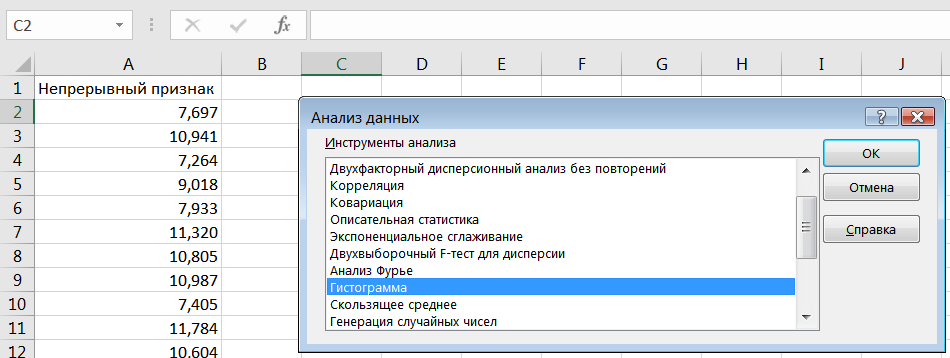 C2 fx
A B C D E F G H I J
1 Непрерывный признак
2 7,697
3 10,941
4 7,264
5 9,018
6 7,933
7 11,320
8 10,805
9 10,987
10 7,405
11 11,784
12 10,604
Анализ данных
Инструменты анализа
Двухфакторный дисперсионный анализ без повторений
Корреляция
Ковариация
Описательная статистика
Экспоненциальное сглаживание
Двухвыборочный F-тест для дисперсии
Анализ Фурье
Гистограмма
Скользящее среднее
Генерация случайных чисел
ОК
Отмена
Справка